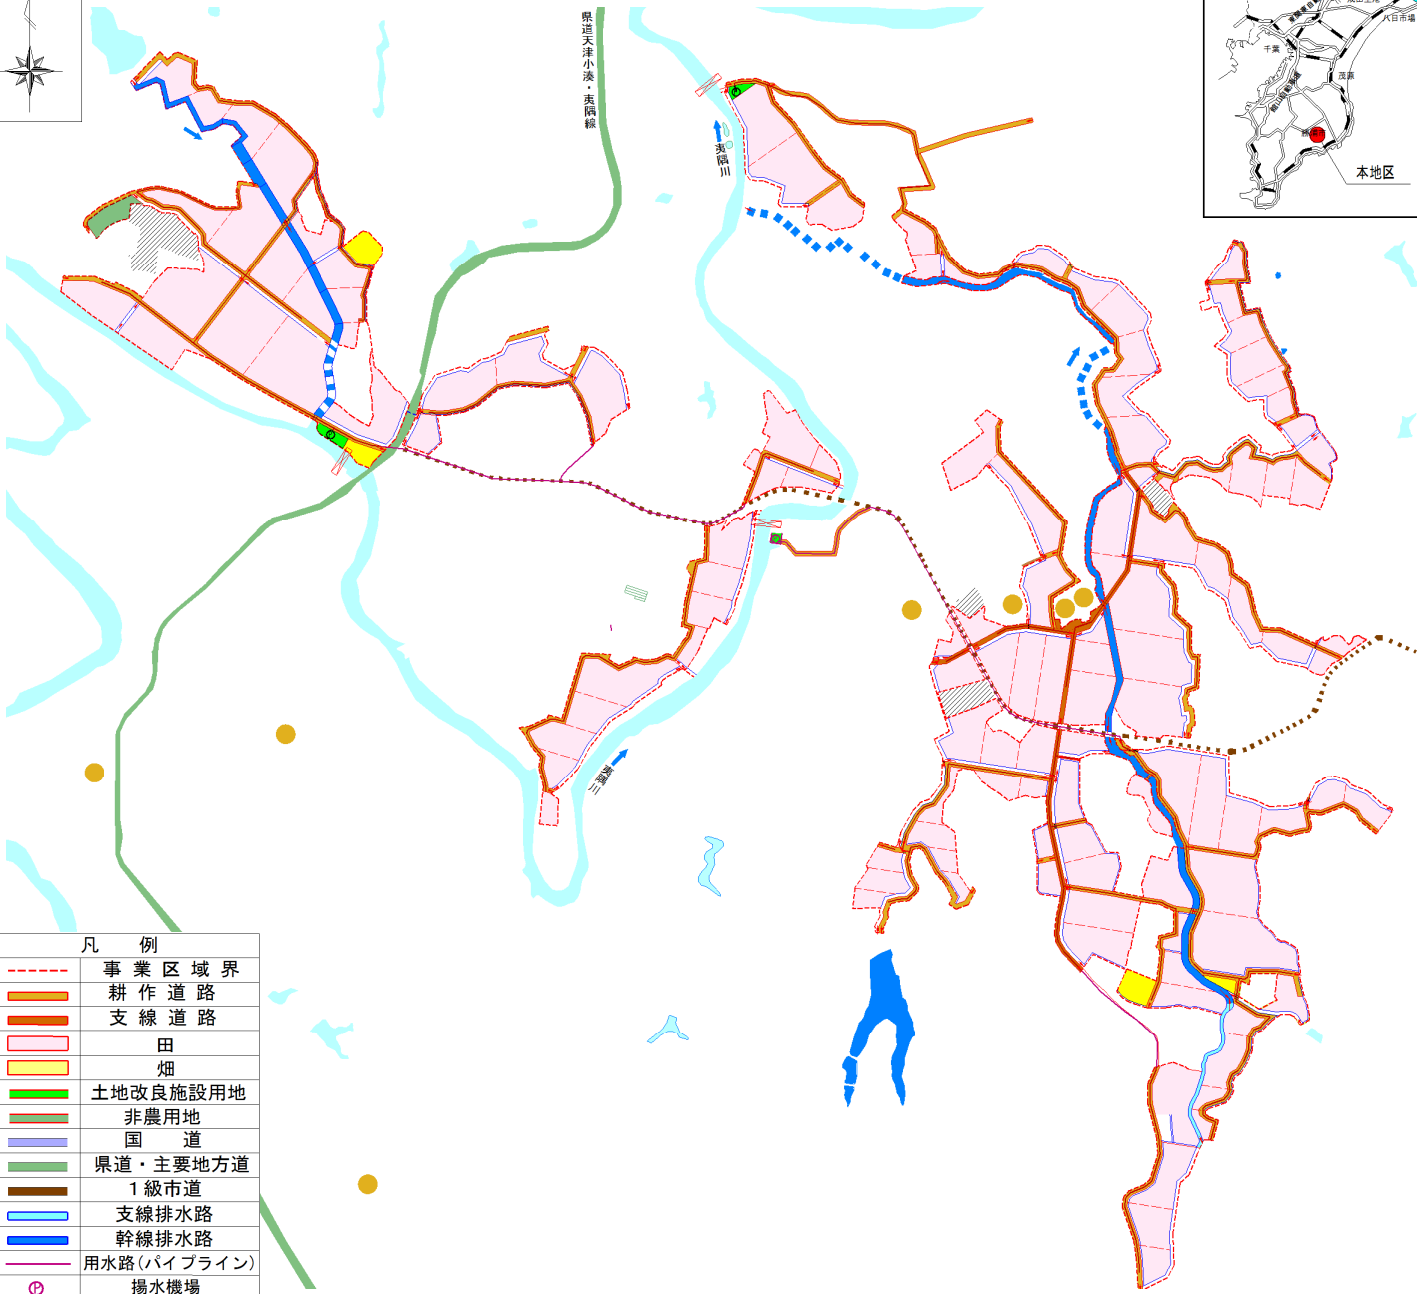 県道天津小湊・夷隅線
夷隅川
千葉
茂原
八日市場
本地区
夷隅川
凡　例
事業区域界
耕作道路
支線道路
田
畑
土地改良施設用地
非農用地
国　道
県道・主要地方道
１級市道
支線排水路
幹線排水路
用水路(パイプライン)
揚水機場